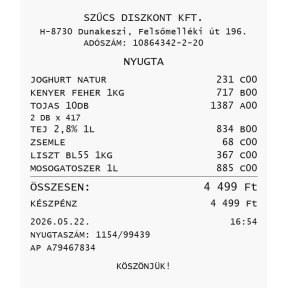 SZŰCS DISZKONT KFT.
H-8730 Dunakeszi, Felsőmelléki út 196.
ADÓSZÁM: 10864342-2-20
NYUGTA
JOGHURT NATUR 231 C00
KENYER FEHER 1KG 717 B00
TOJAS 10DB 1387 A00
2 DB x 417
TEJ 2,8% 1L 834 B00
ZSEMLE 68 C00
LISZT BL55 1KG 367 C00
MOSOGATOSZER 1L 885 C00
ÖSSZESEN: 4 499 Ft
KÉSZPÉNZ 4 499 Ft
2026.05.22. 16:54
NYUGTASZÁM: 1154/99439
AP A79467834
KÖSZÖNJÜK!